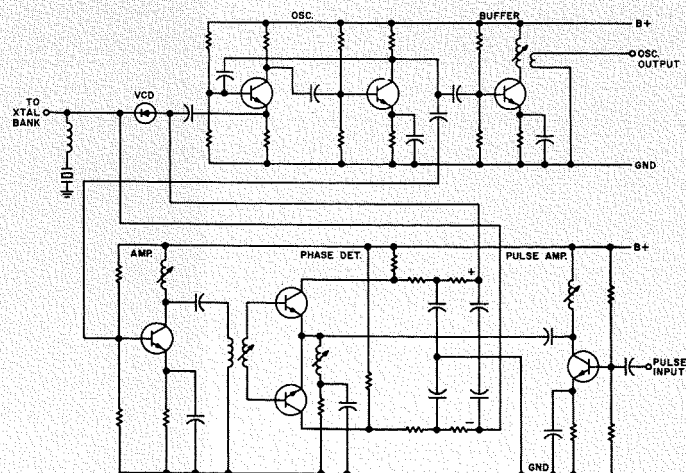 OSC.
BUFFER
B+
OSC.
OUTPUT
TO
XTAL
BANK
VCD
GND
B+
AMP.
PHASE DET.
PULSE AMP.
+
PULSE
INPUT
−
GND